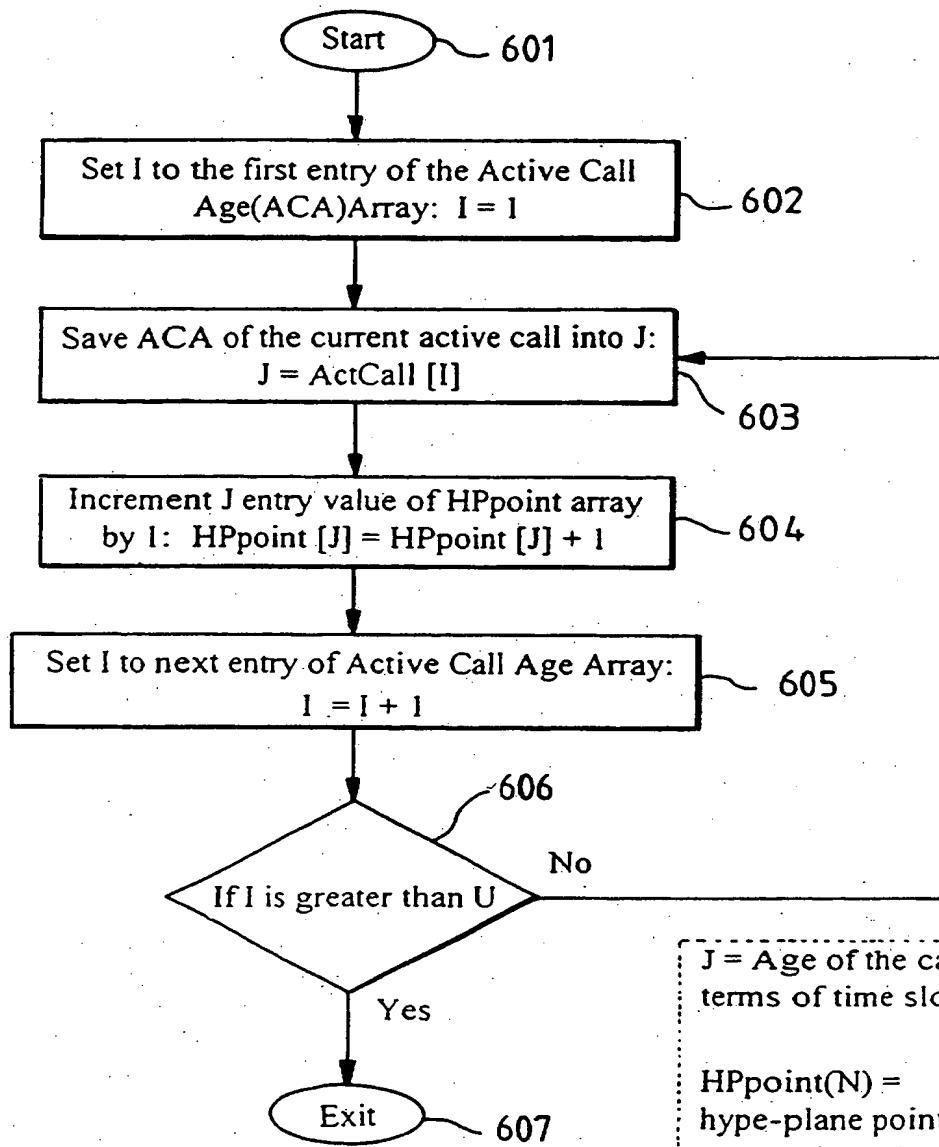 Start
601
Set I to the first entry of the Active Call
Age(ACA)Array: I = 1
602
Save ACA of the current active call into J:
J = ActCall [I]
603
Increment J entry value of HPpoint array
by 1: HPpoint [J] = HPpoint [J] + 1
604
Set I to next entry of Active Call Age Array:
I = I + 1
605
606
If I is greater than U
No
Yes
Exit
607
J = Age of the
terms of time
HPpoint(N) =
hype-plane